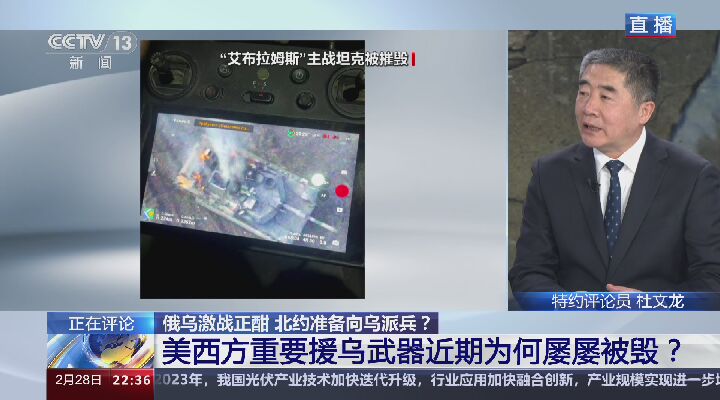 CCTV 13
新闻
直播
“艾布拉姆斯”主战坦克被摧毁
特约评论员 杜文龙
正在评论
俄乌激战正酣 北约准备向乌派兵？
美西方重要援乌武器近期为何屡屡被毁？
2月28日 22:36
2023年，我国光伏产业技术加快迭代升级，行业应用加快融合创新，产业规模实现进一步